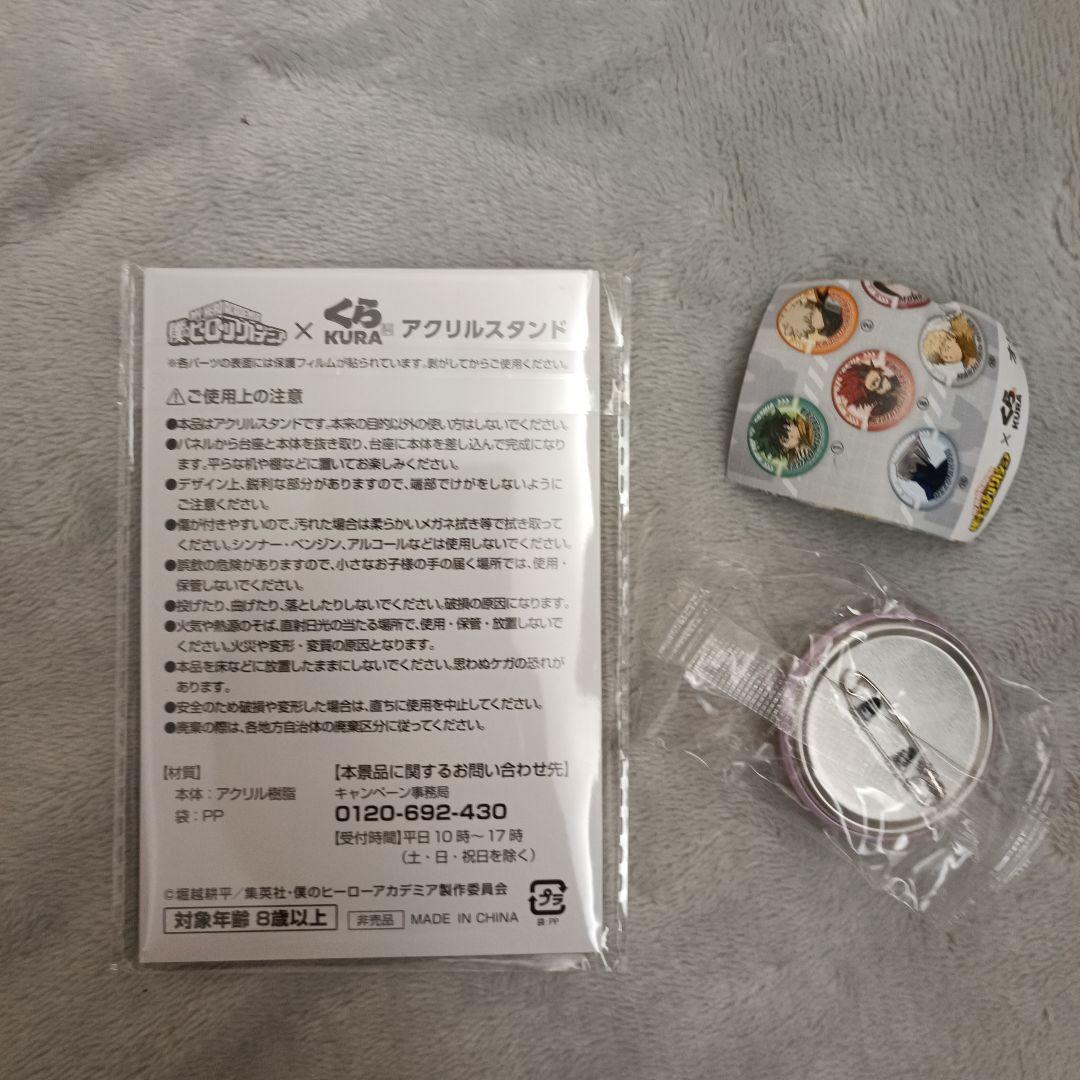 僕のヒーローアカデミア × くら KURA アクリルスタンド
※各パーツの表面には保護フィルムが貼られています。剥がしてからご使用ください。
⚠ご使用上の注意
●本品はアクリルスタンドです。本来の目的以外の使い方はしないでください。
●パネルから台座と本体を抜き取り、台座に本体を差し込んで完成になり
ます。平らな机や棚などに置いてお楽しみください。
●デザイン上、鋭利な部分がありますので、端部でけがをしないように
ご注意ください。
●傷が付きやすいので、汚れた場合は柔らかいメガネ拭き等で拭き取って
ください。シンナー・ベンジン、アルコールなどは使用しないでください。
●誤飲の危険がありますので、小さなお子様の手の届く場所では、使用・
保管しないでください。
●投げたり、曲げたり、落としたりしないでください。破損の原因になります。
●火気や熱源のそば、直射日光の当たる場所で、使用・保管・放置しないで
ください。火災や変形・変質の原因となります。
●本品を床などに放置したままにしないでください。思わぬケガの恐れが
あります。
●安全のため破損や変形した場合は、直ちに使用を中止してください。
●廃棄の際は、各地方自治体の廃棄区分に従ってください。
【材質】
本体：アクリル樹脂
袋：PP
【本景品に関するお問い合わせ先】
キャンペーン事務局
0120-692-430
【受付時間】平日10時～17時
（土・日・祝日を除く）
©堀越耕平／集英社・僕のヒーローアカデミア製作委員会
対象年齢 8歳以上 非売品 MADE IN CHINA
プラ
袋:PP
× くら KURA